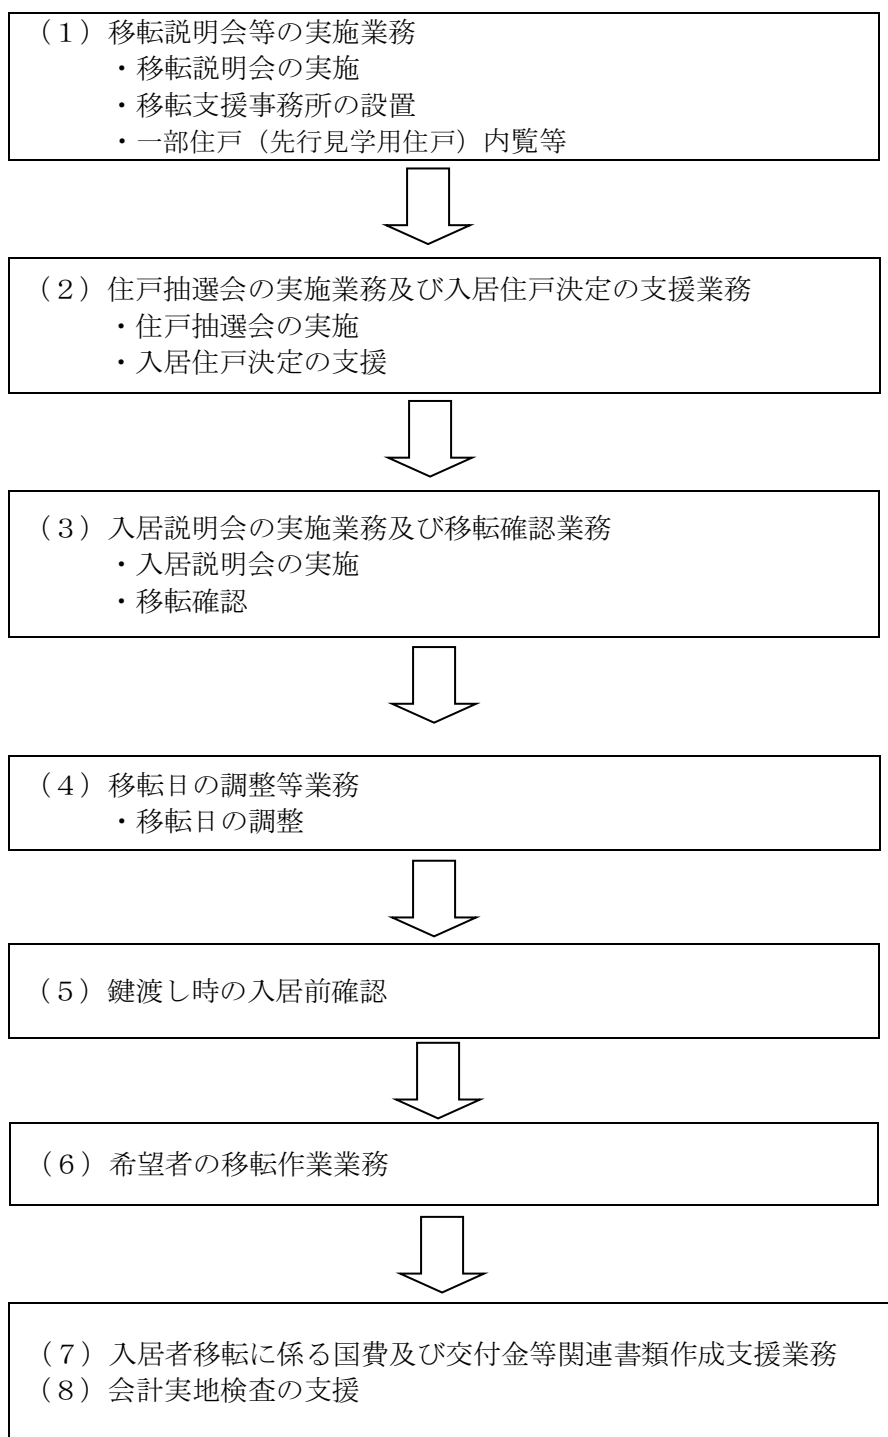 （１）移転説明会等の実施業務
・移転説明会の実施
・移転支援事務所の設置
・一部住戸（先行見学用住戸）内覧等
（２）住戸抽選会の実施業務及び入居住戸決定の支援業務
・住戸抽選会の実施
・入居住戸決定の支援
（３）入居説明会の実施業務及び移転確認業務
・入居説明会の実施
・移転確認
（４）移転日の調整等業務
・移転日の調整
（５）鍵渡し時の入居前確認
（６）希望者の移転作業業務
（７）入居者移転に係る国費及び交付金等関連書類作成支援業務
（８）会計実地検査の支援